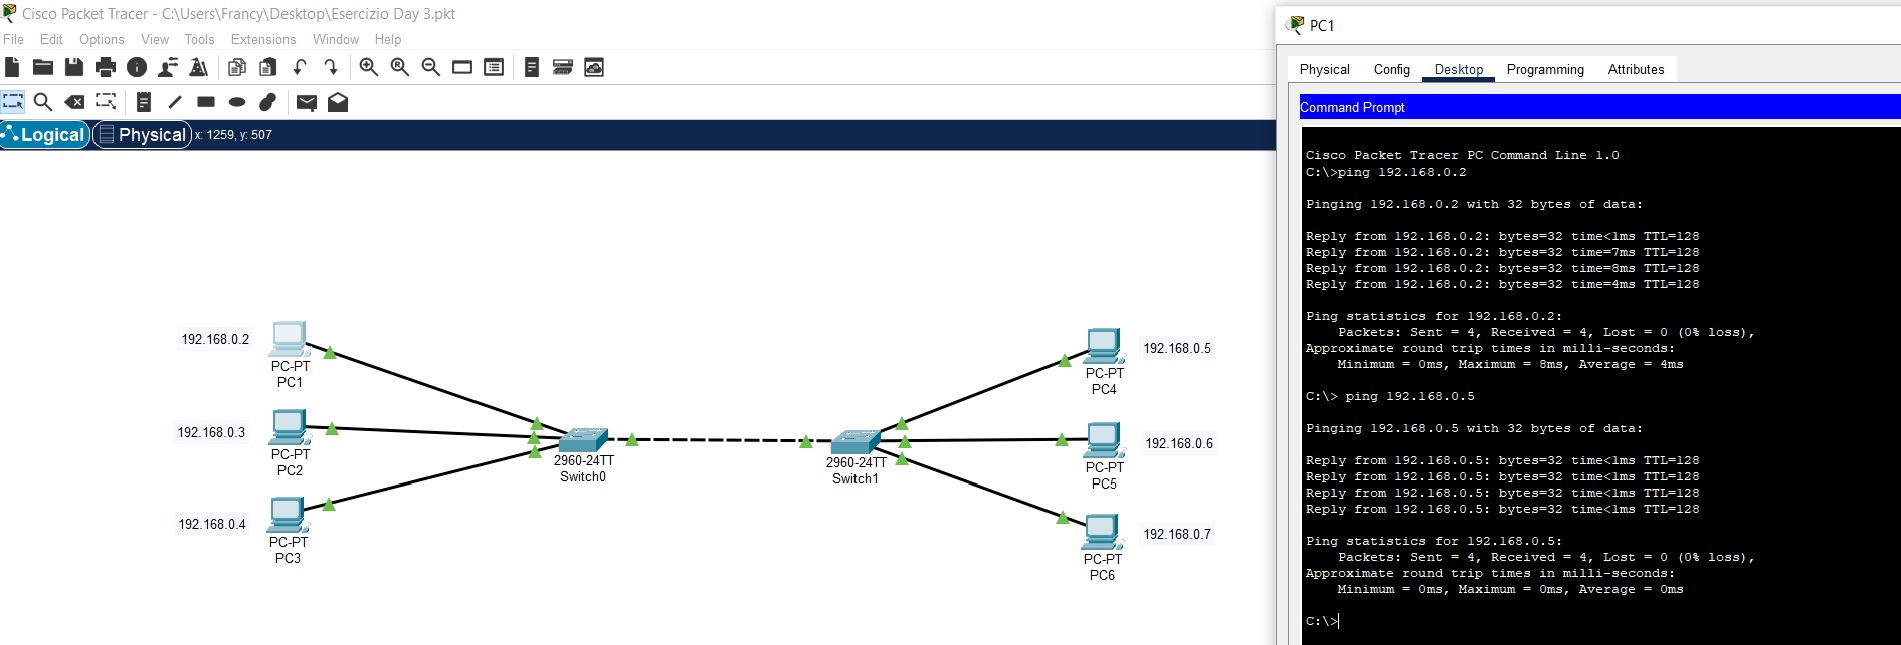 Cisco Packet Tracer - C:\Users\Francy\Desktop\Esercizio Day 3.pkt
File Edit Options View Tools Extensions Window Help
Logical Physical x: 1259, y: 507
192.168.0.2
PC-PT
PC1
192.168.0.3
PC-PT
PC2
192.168.0.4
PC-PT
PC3
2960-24TT
Switch0
2960-24TT
Switch1
192.168.0.5
PC-PT
PC4
192.168.0.6
PC-PT
PC5
192.168.0.7
PC-PT
PC6
PC1
Physical Config Desktop Programming Attributes
Command Prompt
Cisco Packet Tracer PC Command Line 1.0
C:\>ping 192.168.0.2
Pinging 192.168.0.2 with 32 bytes of data:
Reply from 192.168.0.2: bytes=32 time<1ms TTL=128
Reply from 192.168.0.2: bytes=32 time=7ms TTL=128
Reply from 192.168.0.2: bytes=32 time=8ms TTL=128
Reply from 192.168.0.2: bytes=32 time=4ms TTL=128
Ping statistics for 192.168.0.2:
Packets: Sent = 4, Received = 4, Lost = 0 (0% loss),
Approximate round trip times in milli-seconds:
Minimum = 0ms, Maximum = 8ms, Average = 4ms
C:\> ping 192.168.0.5
Pinging 192.168.0.5 with 32 bytes of data:
Reply from 192.168.0.5: bytes=32 time<1ms TTL=128
Reply from 192.168.0.5: bytes=32 time<1ms TTL=128
Reply from 192.168.0.5: bytes=32 time<1ms TTL=128
Reply from 192.168.0.5: bytes=32 time<1ms TTL=128
Ping statistics for 192.168.0.5:
Packets: Sent = 4, Received = 4, Lost = 0 (0% loss),
Approximate round trip times in milli-seconds:
Minimum = 0ms, Maximum = 0ms, Average = 0ms
C:\>